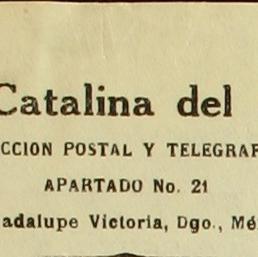 Catalina del
CCION POSTAL Y TELEGRAF
APARTADO No. 21
adalupe Victoria, Dgo., Mé